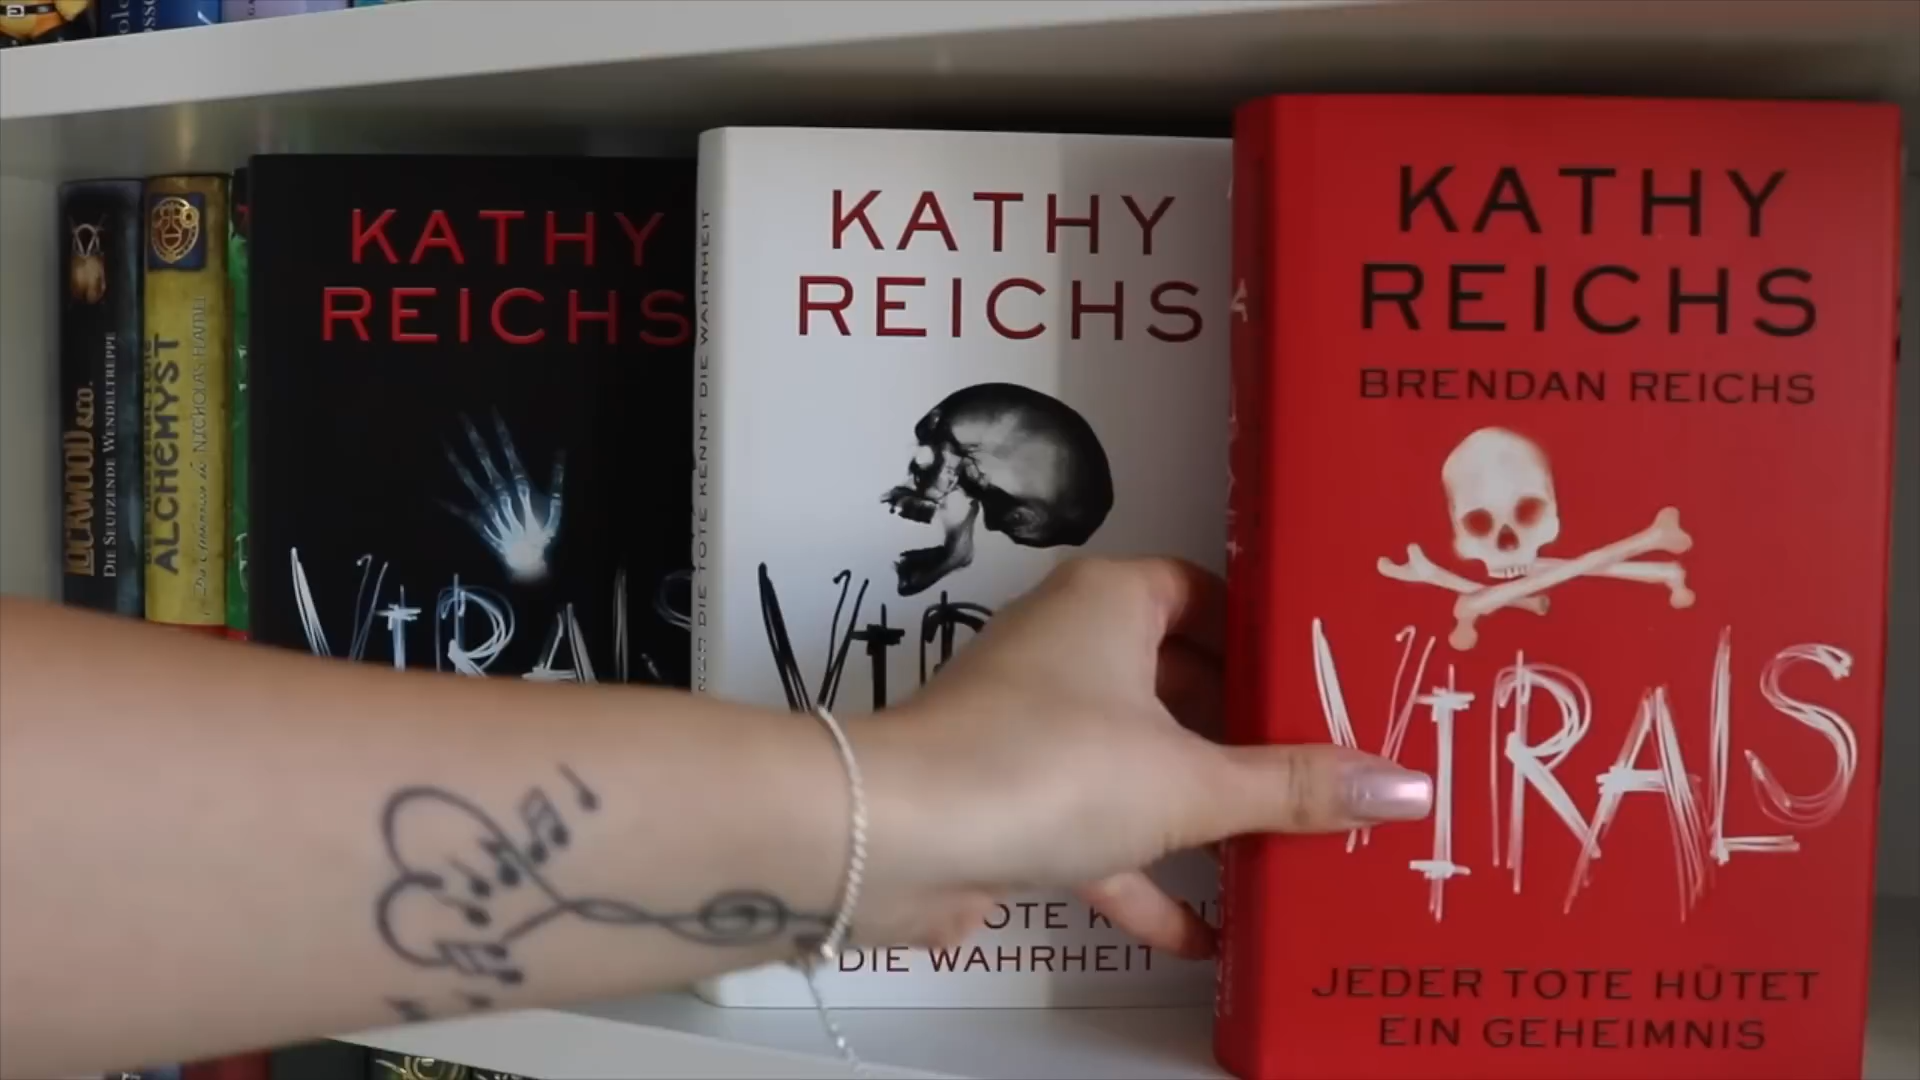 LOCKWOOD & CO.
DIE SEUFZENDE WENDELTREPPE
ALCHEMYST
NICHOLAS
KATHY
REICHS
VIRALS
DIE TOTE KENNT DIE WAHRHEIT
KATHY
REICHS
OTE K
DIE WAHRHEIT
KATHY
REICHS
BRENDAN REICHS
VIRALS
JEDER TOTE HÜTET
EIN GEHEIMNIS